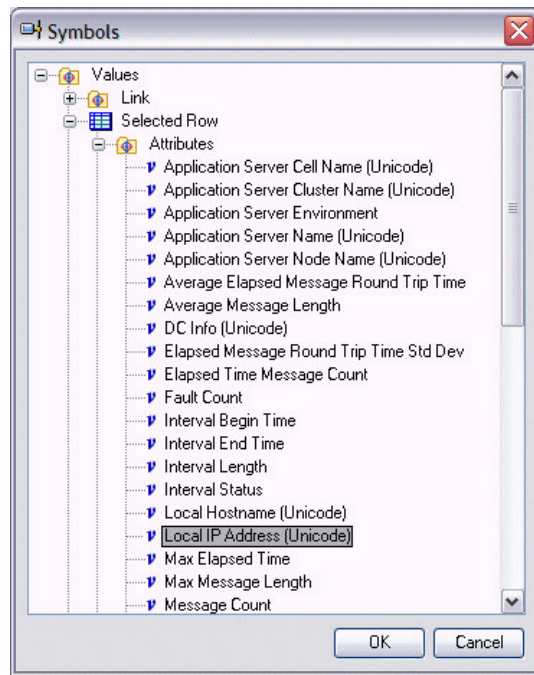 Symbols
Values
Link
Selected Row
Attributes
Application Server Cell Name (Unicode)
Application Server Cluster Name (Unicode)
Application Server Environment
Application Server Name (Unicode)
Application Server Node Name (Unicode)
Average Elapsed Message Round Trip Time
Average Message Length
DC Info (Unicode)
Elapsed Message Round Trip Time Std Dev
Elapsed Time Message Count
Fault Count
Interval Begin Time
Interval End Time
Interval Length
Interval Status
Local Hostname (Unicode)
Local IP Address (Unicode)
Max Elapsed Time
Max Message Length
Message Count
OK Cancel